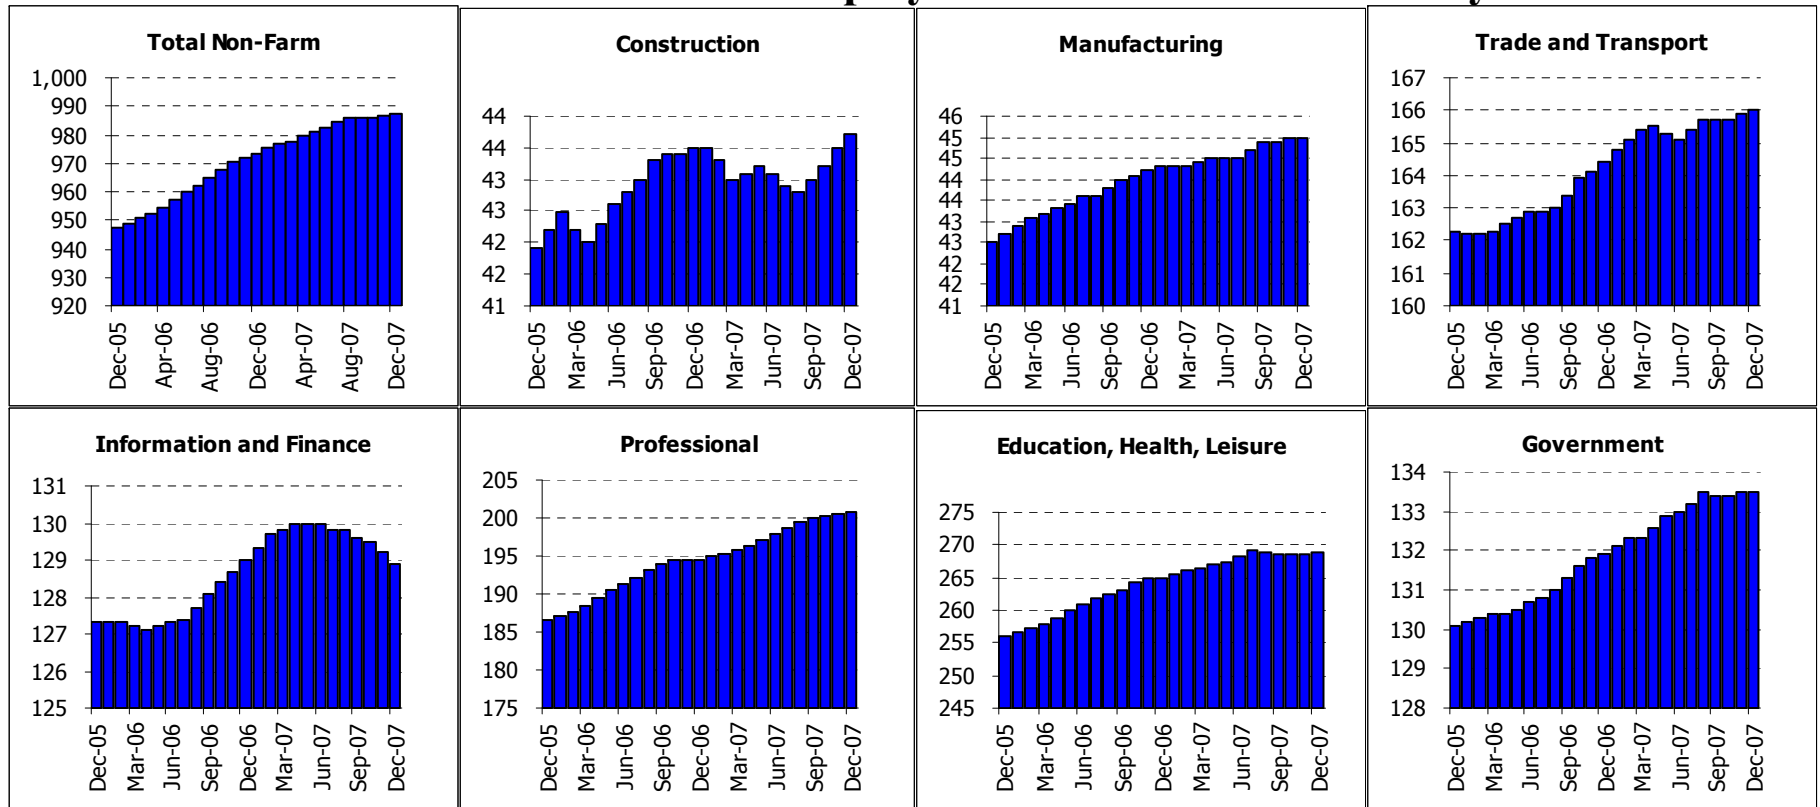 Total Non-Farm
1,000
990
980
970
960
950
940
930
920
Dec-05
Apr-06
Aug-06
Dec-06
Apr-07
Aug-07
Dec-07
Construction
44
44
43
43
42
42
41
Dec-05
Mar-06
Jun-06
Sep-06
Dec-06
Mar-07
Jun-07
Sep-07
Dec-07
Manufacturing
46
45
45
44
44
43
43
42
42
41
Dec-05
Mar-06
Jun-06
Sep-06
Dec-06
Mar-07
Jun-07
Sep-07
Dec-07
Trade and Transport
167
166
165
164
163
162
161
160
Dec-05
Mar-06
Jun-06
Sep-06
Dec-06
Mar-07
Jun-07
Sep-07
Dec-07
Information and Finance
131
130
129
128
127
126
125
Dec-05
Mar-06
Jun-06
Sep-06
Dec-06
Mar-07
Jun-07
Sep-07
Dec-07
Professional
205
200
195
190
185
180
175
Dec-05
Mar-06
Jun-06
Sep-06
Dec-06
Mar-07
Jun-07
Sep-07
Dec-07
Education, Health, Leisure
275
270
265
260
255
250
245
Dec-05
Mar-06
Jun-06
Sep-06
Dec-06
Mar-07
Jun-07
Sep-07
Dec-07
Government
134
133
132
131
130
129
128
Dec-05
Mar-06
Jun-06
Sep-06
Dec-06
Mar-07
Jun-07
Sep-07
Dec-07